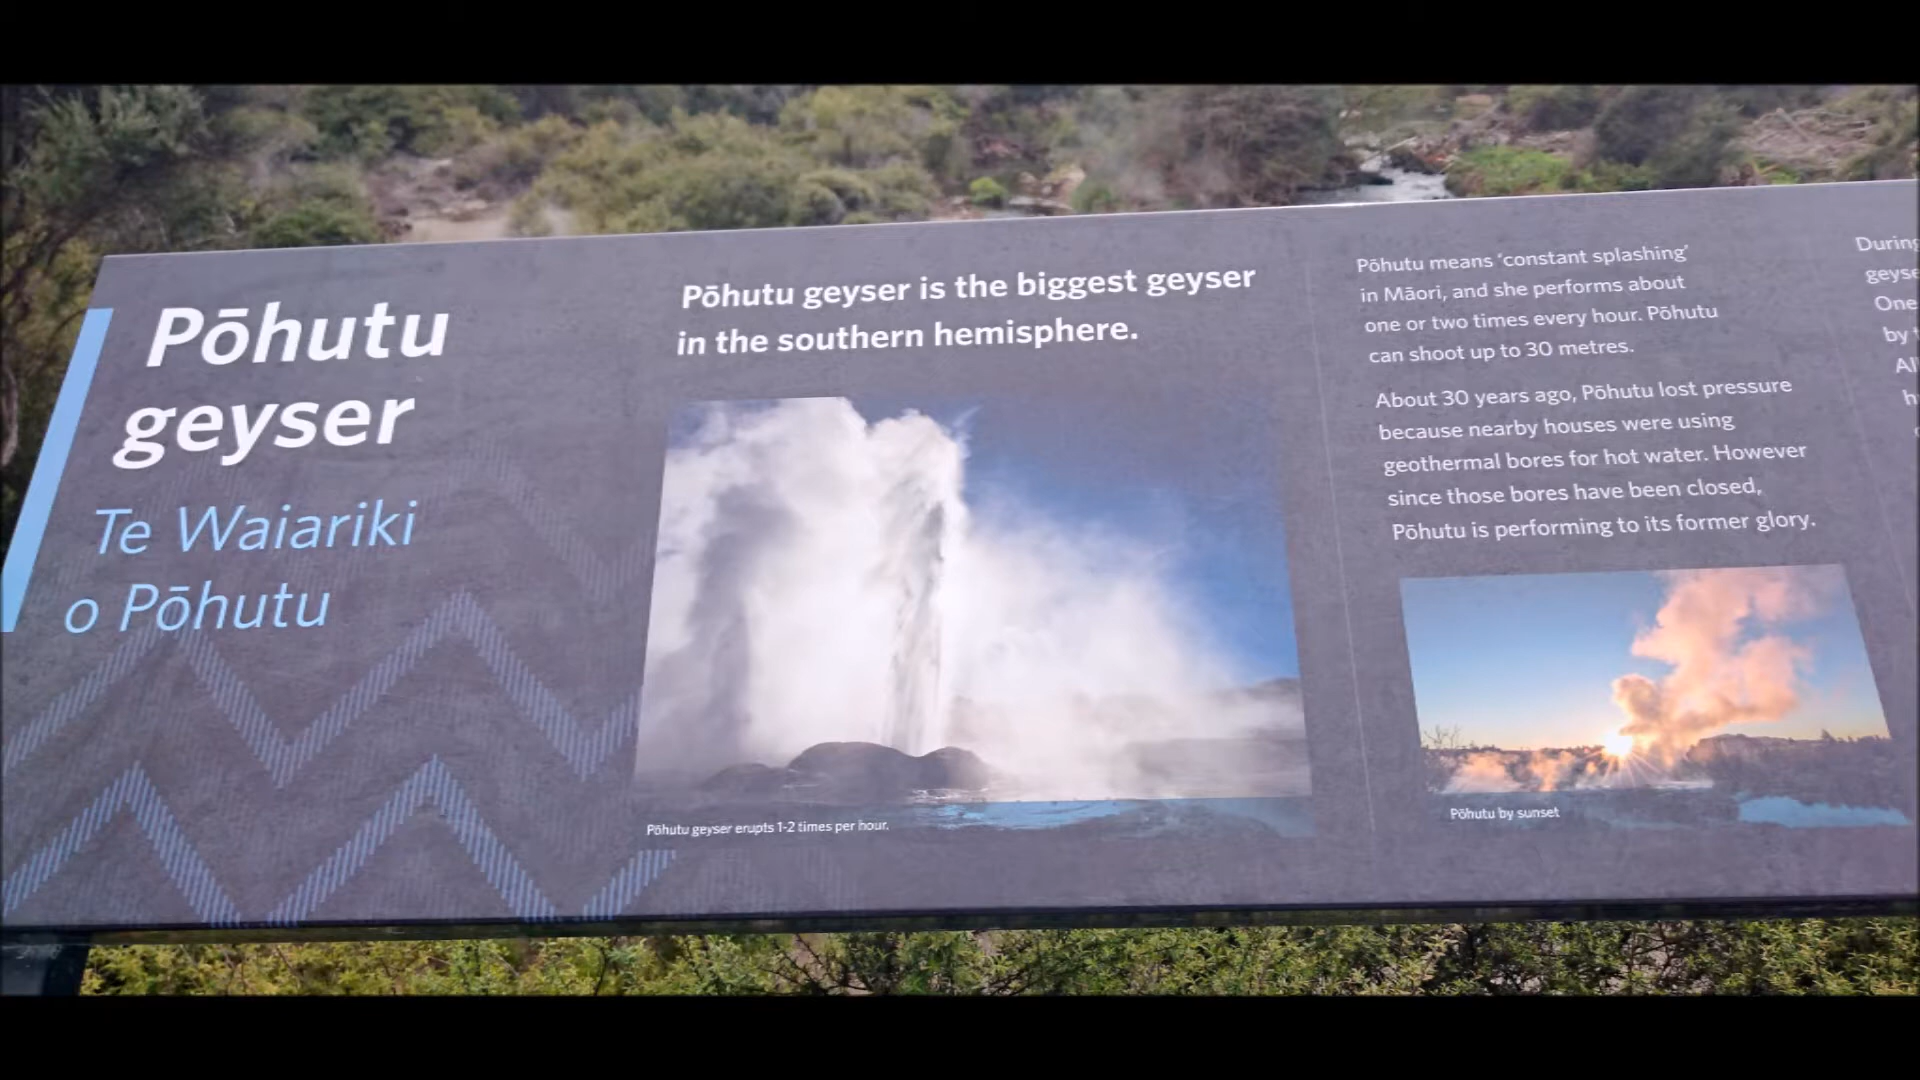 Pōhutu
geyser
Te Waiariki
o Pōhutu
Pōhutu geyser is the biggest geyser
in the southern hemisphere.
Pōhutu geyser erupts 1-2 times per hour.
Pōhutu means ‘constant splashing’
in Māori, and she performs about
one or two times every hour. Pōhutu
can shoot up to 30 metres.
About 30 years ago, Pōhutu lost pressure
because nearby houses were using
geothermal bores for hot water. However
since those bores have been closed,
Pōhutu is performing to its former glory.
Pōhutu by sunset
During
One
by